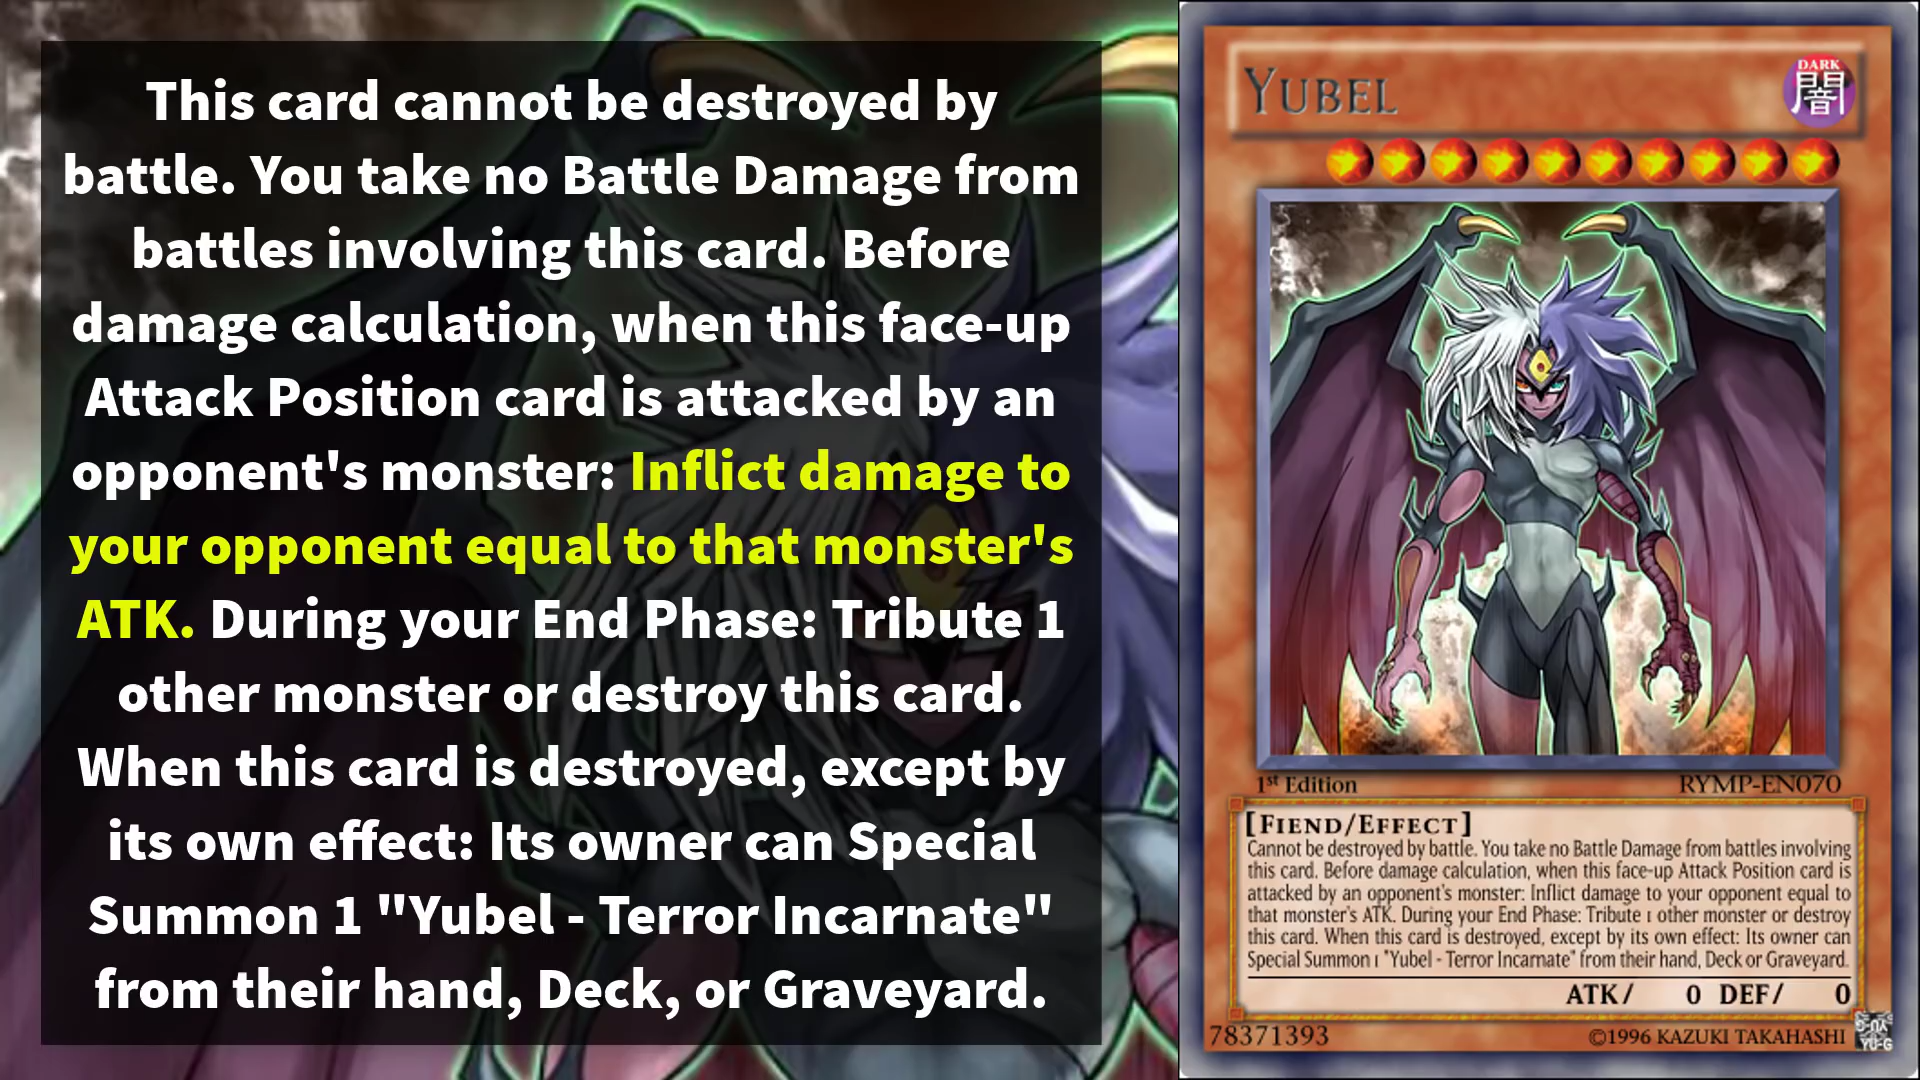 This card cannot be destroyed by
battle. You take no Battle Damage from
battles involving this card. Before
damage calculation, when this face-up
Attack Position card is attacked by an
opponent's monster: Inflict damage to
your opponent equal to that monster's
ATK. During your End Phase: Tribute 1
other monster or destroy this card.
When this card is destroyed, except by
its own effect: Its owner can Special
Summon 1 "Yubel - Terror Incarnate"
from their hand, Deck, or Graveyard.
YUBEL
DARK
闇
1st Edition
RYMP-EN070
[FIEND/EFFECT]
Cannot be destroyed by battle. You take no Battle Damage from battles involving
this card. Before damage calculation, when this face-up Attack Position card is
attacked by an opponent's monster: Inflict damage to your opponent equal to
that monster's ATK. During your End Phase: Tribute 1 other monster or destroy
this card. When this card is destroyed, except by its own effect: Its owner can
Special Summon 1 "Yubel - Terror Incarnate" from their hand, Deck or Graveyard.
ATK/ 0 DEF/ 0
78371393
©1996 KAZUKI TAKAHASHI